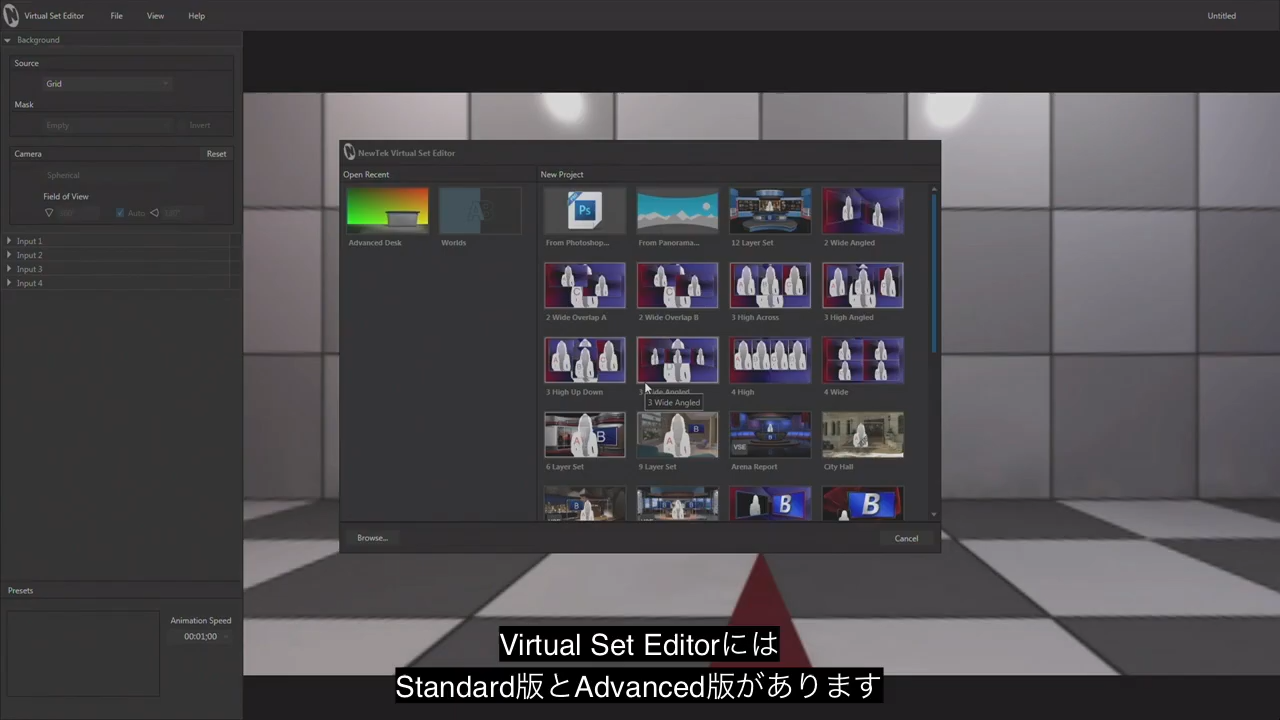 Virtual Set Editor
File
View
Help
Untitled
Background
Source
Grid
Mask
Empty
Invert
Camera
Reset
Spherical
Field of View
Auto
Input 1
Input 2
Input 3
Input 4
Presets
Animation Speed
00:01;00
NewTek Virtual Set Editor
Open Recent
New Project
Advanced Desk
Worlds
Ps
From Photoshop...
From Panorama...
12 Layer Set
2 Wide Angled
2 Wide Overlap A
2 Wide Overlap B
3 High Across
3 High Angled
3 High Up Down
3 Wide Angled
3 Wide Angled
4 High
4 Wide
A
B
A
B
B
VSE
6 Layer Set
9 Layer Set
Arena Report
City Hall
B
B
B
B
Browse...
Cancel
Virtual Set Editorには
Standard版とAdvanced版があります